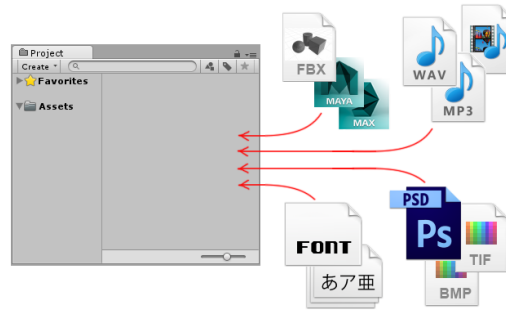 Project
Create
Favorites
Assets
FBX
MAYA
MAX
WAV
MP3
FONT
あア亜
PSD
Ps
TIF
BMP